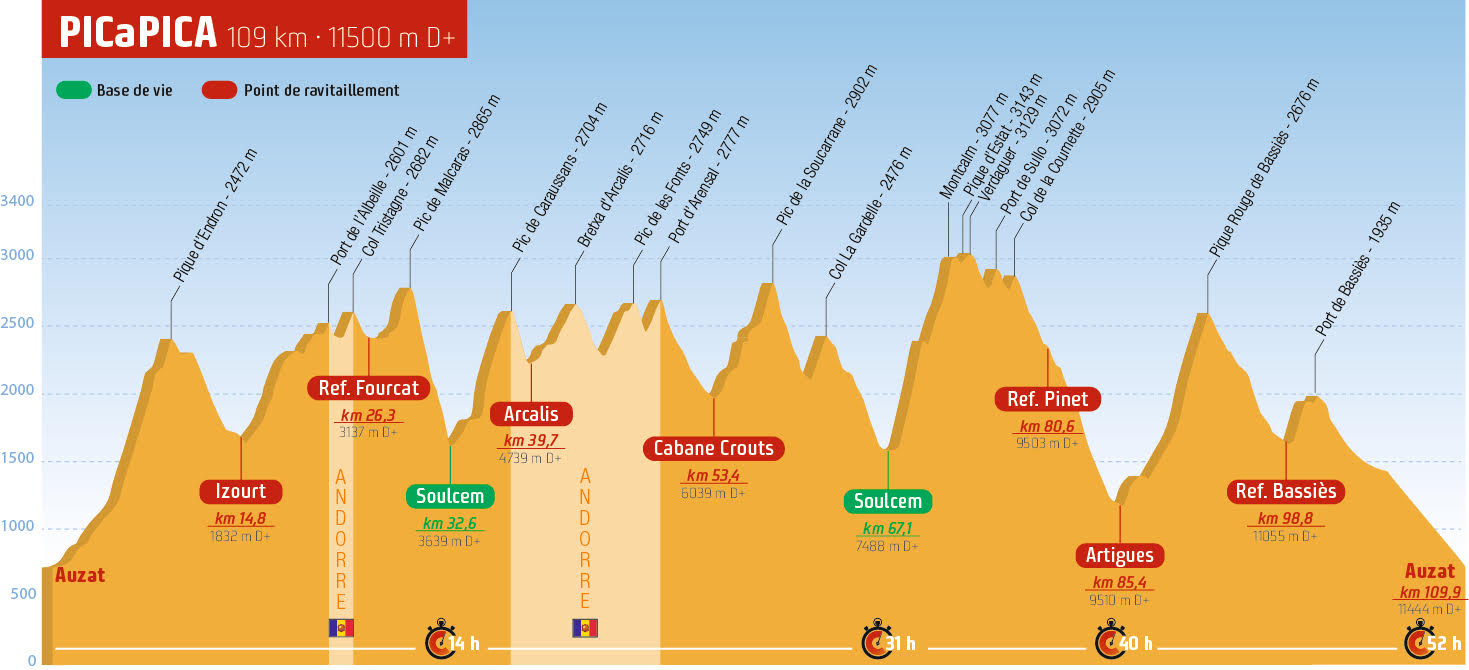 PICaPICA 109 km · 11500 m D+
Base de vie
Point de ravitaillement
Pique d'Endron - 2472 m
Port de l'Abeille - 2601 m
Col Tristagne - 2682 m
Pic de Malcaras - 2865 m
Pic de Caraussans - 2704 m
Bretxa d'Arcalis - 2716 m
Pic de les Fonts - 2749 m
Port d'Arensal - 2777 m
Pic de la Soucarrane - 2902 m
Col La Gardelle - 2476 m
Montcalm - 3077 m
Pique d'Estat - 3143 m
Verdaguer - 3129 m
Port de Sullo - 3072 m
Col de la Coumette - 2905 m
Pique Rouge de Bassiès - 2676 m
Port de Bassiès - 1935 m
3400
3000
2500
2000
1500
1000
500
0
Auzat
Izourt
km 14,8
1832 m D+
Ref. Fourcat
km 26,3
3137 m D+
ANDORRE
Soulcem
km 32,6
3639 m D+
Arcalis
km 39,7
4739 m D+
ANDORRE
Cabane Crouts
km 53,4
6039 m D+
Soulcem
km 67,1
7488 m D+
Ref. Pinet
km 80,6
9503 m D+
Artigues
km 85,4
9510 m D+
Ref. Bassiès
km 98,8
11055 m D+
Auzat
km 109,9
11444 m D+
14 h
31 h
40 h
52 h